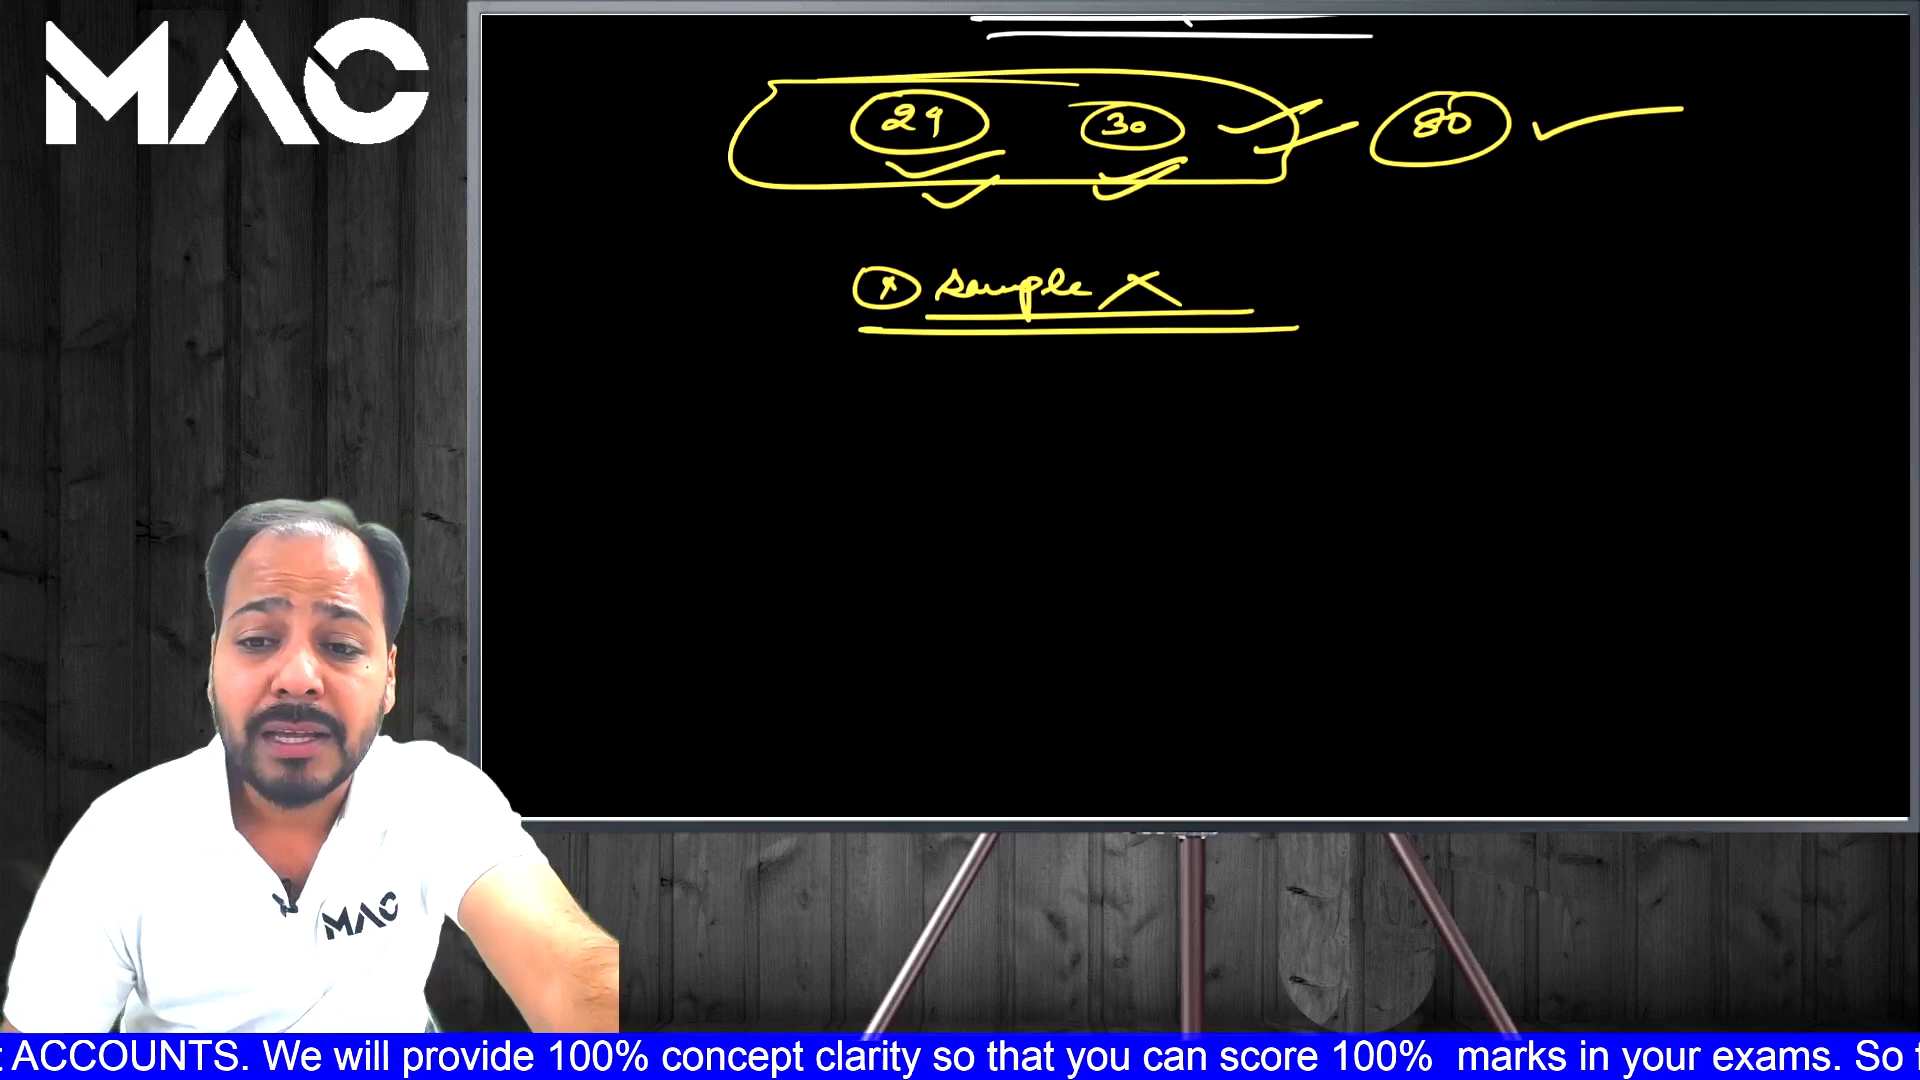 MAC
29 30 80
sample
MAC
: ACCOUNTS. We will provide 100% concept clarity so that you can score 100% marks in your exams. So